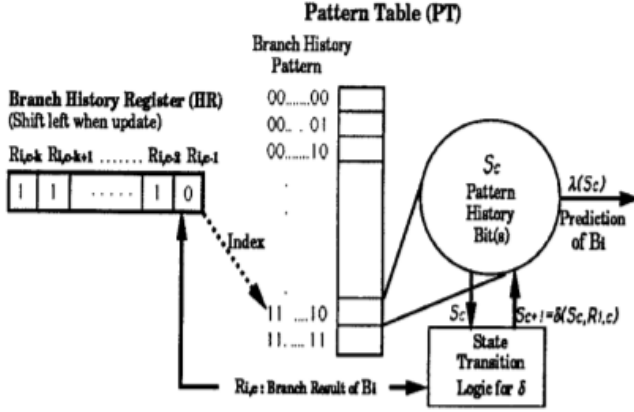 Pattern Table (PT)
Branch History
Pattern
Branch History Register (HR)
(Shift left when update)
Ri,c-k Ri,c-k+1 ........ Ri,c-2 Ri,c-1
1 1 ..... 1 0
00......00
00... .01
00......10
Index
11 ....10
11. ....11
Sc
Pattern
History
Bit(s)
λ(Sc)
Prediction
of Bi
Sc
Sc+1=δ(Sc,Ri,c)
State
Transition
Logic for δ
Ri,c : Branch Result of Bi